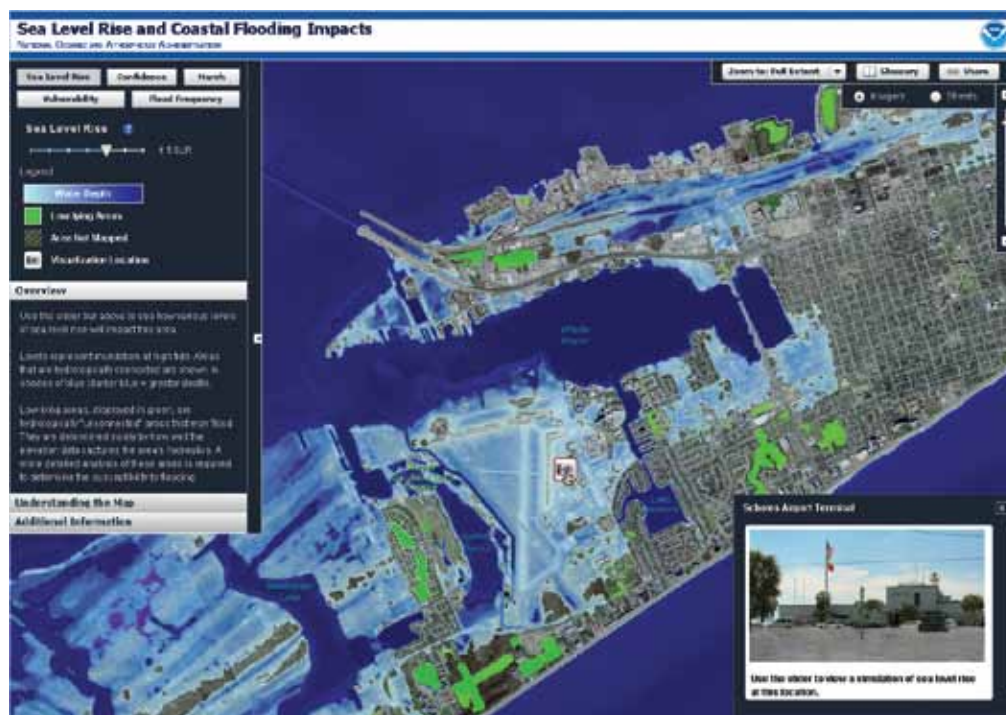 Sea Level Rise and Coastal Flooding Impacts
National Oceanic and Atmospheric Administration
Sea Level Rise
Confidence
Marsh
Vulnerability
Flood Frequency
Sea Level Rise
Legend
Water Depth
Low lying Areas
Area Not Mapped
Visualization Location
Overview
Use the slider bar above to see how various levels
of sea level rise will impact this area.
Levels represent inundation at high tide. Areas
that are hydrologically connected are shown in
shades of blue (darker blue = greater depth).
Low-lying areas, displayed in green, are
hydrologically "unconnected" areas that may flood.
They are determined solely by how well the
elevation data captures the area's hydraulics. A
more detailed analysis of these areas is required
to determine the susceptibility to flooding.
Understanding the Map
Additional Information
Zoom to: Full Extent
Glossary
Share
Imagery
Streets
Scholes Airport Terminal
Use the slider to view a simulation of sea level rise
at this location.